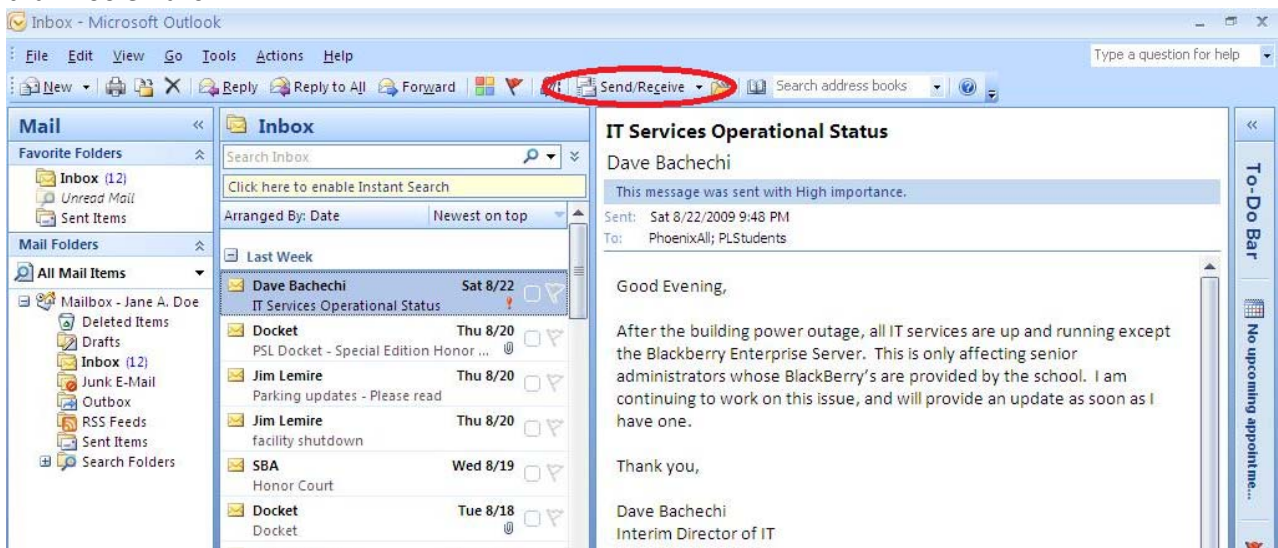 Inbox - Microsoft Outlook
File Edit View Go Tools Actions Help
Type a question for help
New Reply Reply to All Forward Send/Receive Search address books
Mail
Favorite Folders
Inbox (12)
Unread Mail
Sent Items
Mail Folders
All Mail Items
Mailbox - Jane A. Doe
Deleted Items
Drafts
Inbox (12)
Junk E-Mail
Outbox
RSS Feeds
Sent Items
Search Folders
Inbox
Search Inbox
Click here to enable Instant Search
Arranged By: Date Newest on top
Last Week
Dave Bachechi Sat 8/22
IT Services Operational Status
Docket Thu 8/20
PSL Docket - Special Edition Honor ...
Jim Lemire Thu 8/20
Parking updates - Please read
Jim Lemire Thu 8/20
facility shutdown
SBA Wed 8/19
Honor Court
Docket Tue 8/18
Docket
IT Services Operational Status
Dave Bachechi
This message was sent with High importance.
Sent: Sat 8/22/2009 9:48 PM
To: PhoenixAll; PLStudents
Good Evening,
After the building power outage, all IT services are up and running except
the Blackberry Enterprise Server. This is only affecting senior
administrators whose BlackBerry's are provided by the school. I am
continuing to work on this issue, and will provide an update as soon as I
have one.
Thank you,
Dave Bachechi
Interim Director of IT
To-Do Bar
No upcoming appointme...